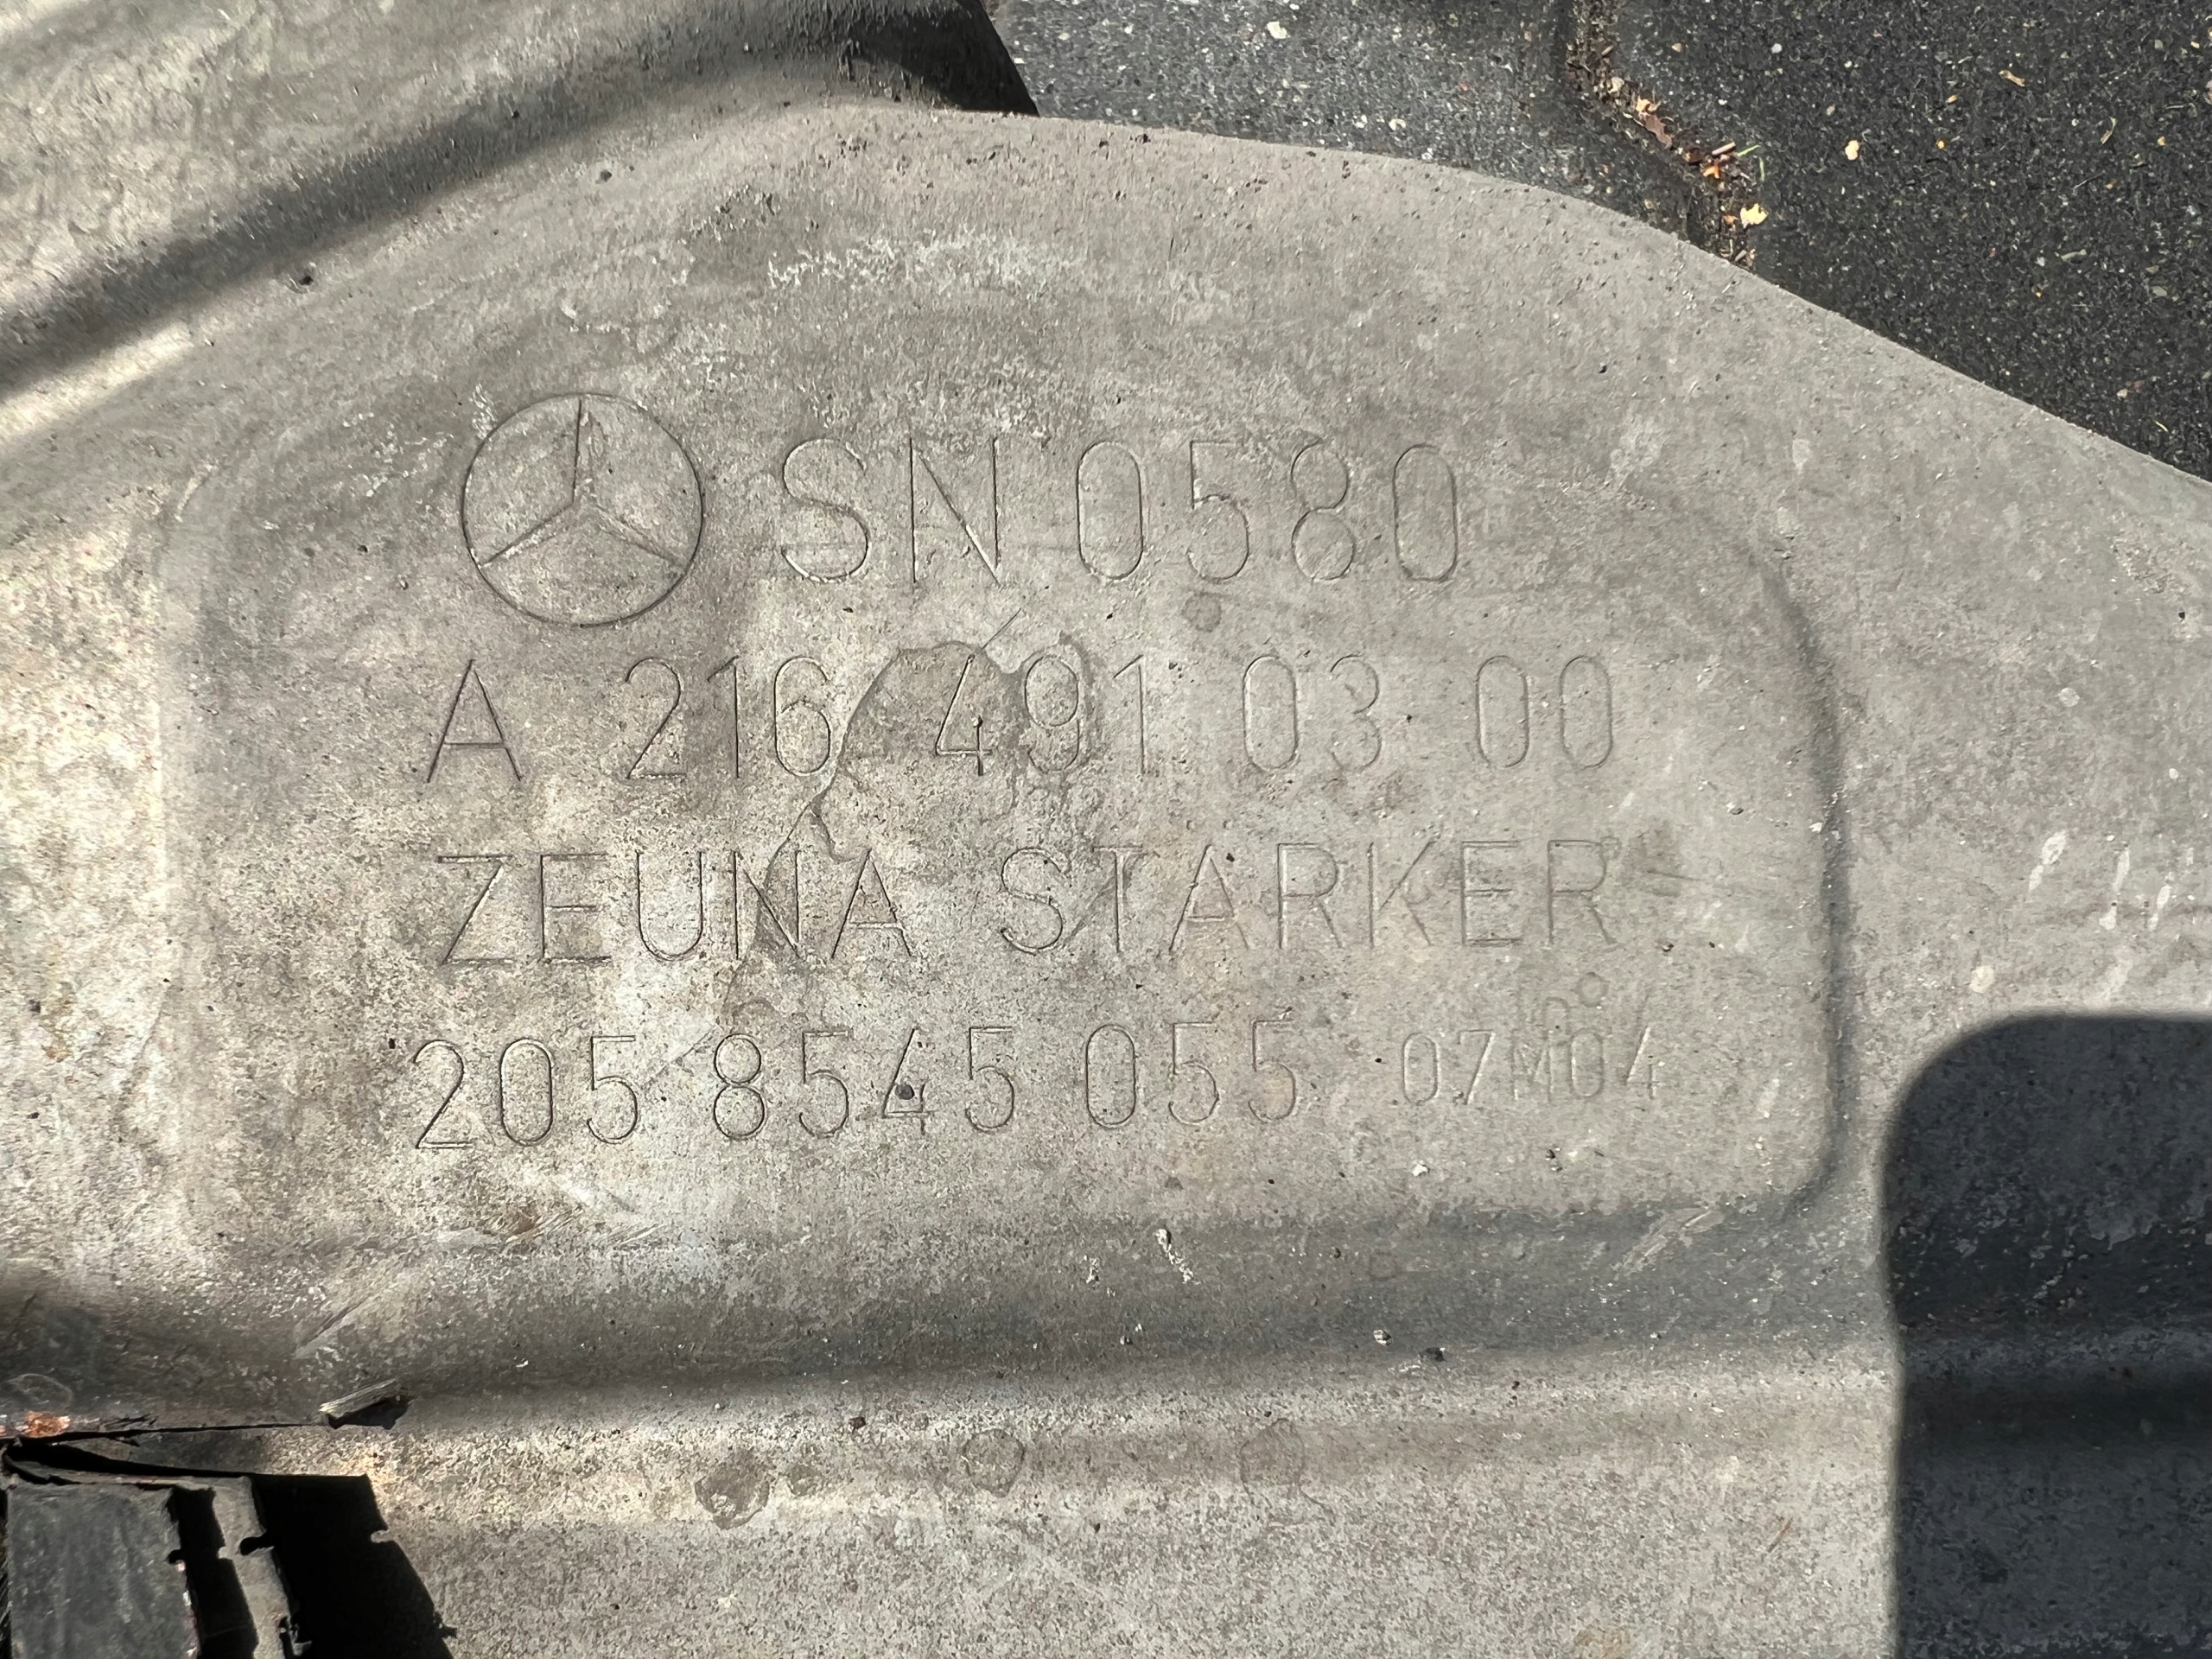 SN 0580
A 216 491 03 00
ZEUNA STARKER
205 8545 055 07M04